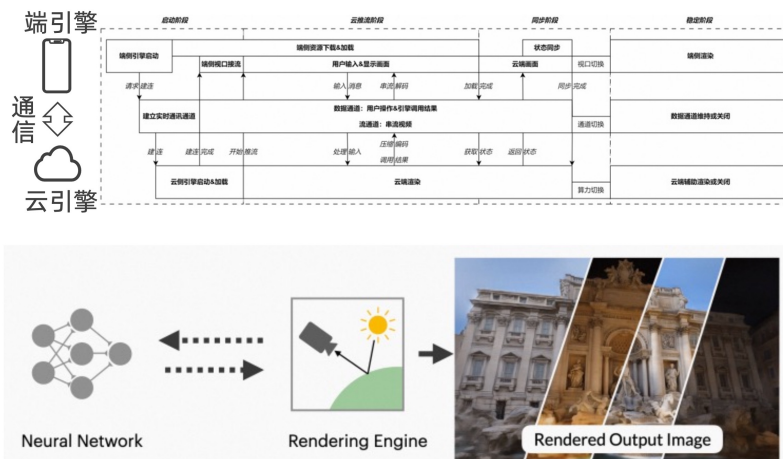 端引擎
通信
云引擎
启动阶段
云推流阶段
同步阶段
稳定阶段
端侧引擎启动
端侧资源下载&加载
状态同步
端侧渲染
端侧视口接流
用户输入&显示画面
云端画面
视口切换
请求建连
输入消息
串流解码
加载完成
同步完成
建立实时通讯通道
数据通道：用户操作&引擎调用结果
流通道：串流视频
通道切换
数据通道维持或关闭
建连
建连完成
开始推流
处理输入
压缩编码
调用结果
获取状态
返回状态
云侧引擎启动&加载
云端渲染
算力切换
云端辅助渲染或关闭
Neural Network
Rendering Engine
Rendered Output Image